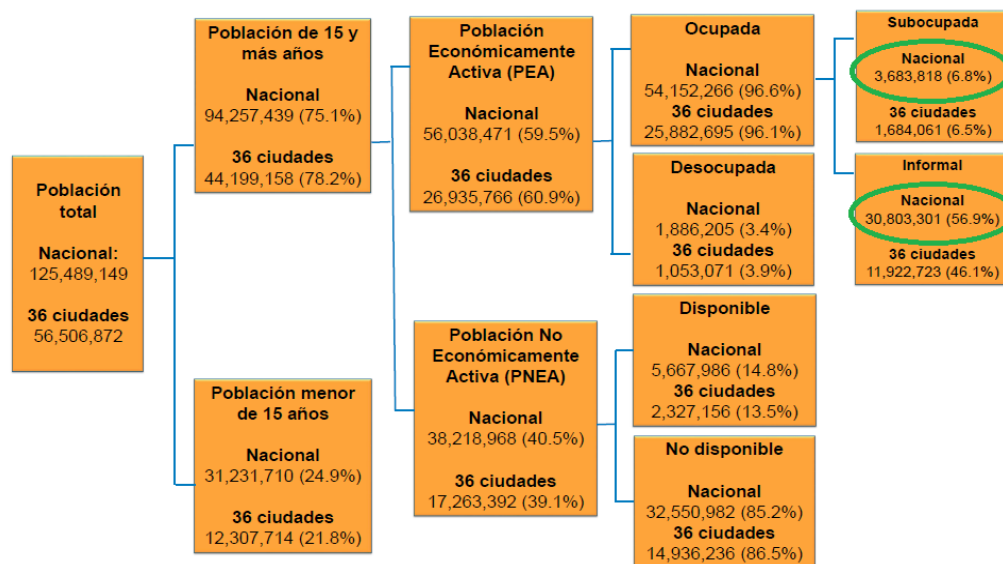 Población
total
Nacional:
125,489,149
36 ciudades
56,506,872
Población de 15 y
más años
Nacional
94,257,439 (75.1%)
36 ciudades
44,199,158 (78.2%)
Población menor
de 15 años
Nacional
31,231,710 (24.9%)
36 ciudades
12,307,714 (21.8%)
Población
Económicamente
Activa (PEA)
Nacional
56,038,471 (59.5%)
36 ciudades
26,935,766 (60.9%)
Población No
Económicamente
Activa (PNEA)
Nacional
38,218,968 (40.5%)
36 ciudades
17,263,392 (39.1%)
Ocupada
Nacional
54,152,266 (96.6%)
36 ciudades
25,882,695 (96.1%)
Desocupada
Nacional
1,886,205 (3.4%)
36 ciudades
1,053,071 (3.9%)
Disponible
Nacional
5,667,986 (14.8%)
36 ciudades
2,327,156 (13.5%)
No disponible
Nacional
32,550,982 (85.2%)
36 ciudades
14,936,236 (86.5%)
Subocupada
Nacional
3,683,818 (6.8%)
36 ciudades
1,684,061 (6.5%)
Informal
Nacional
30,803,301 (56.9%)
36 ciudades
11,922,723 (46.1%)